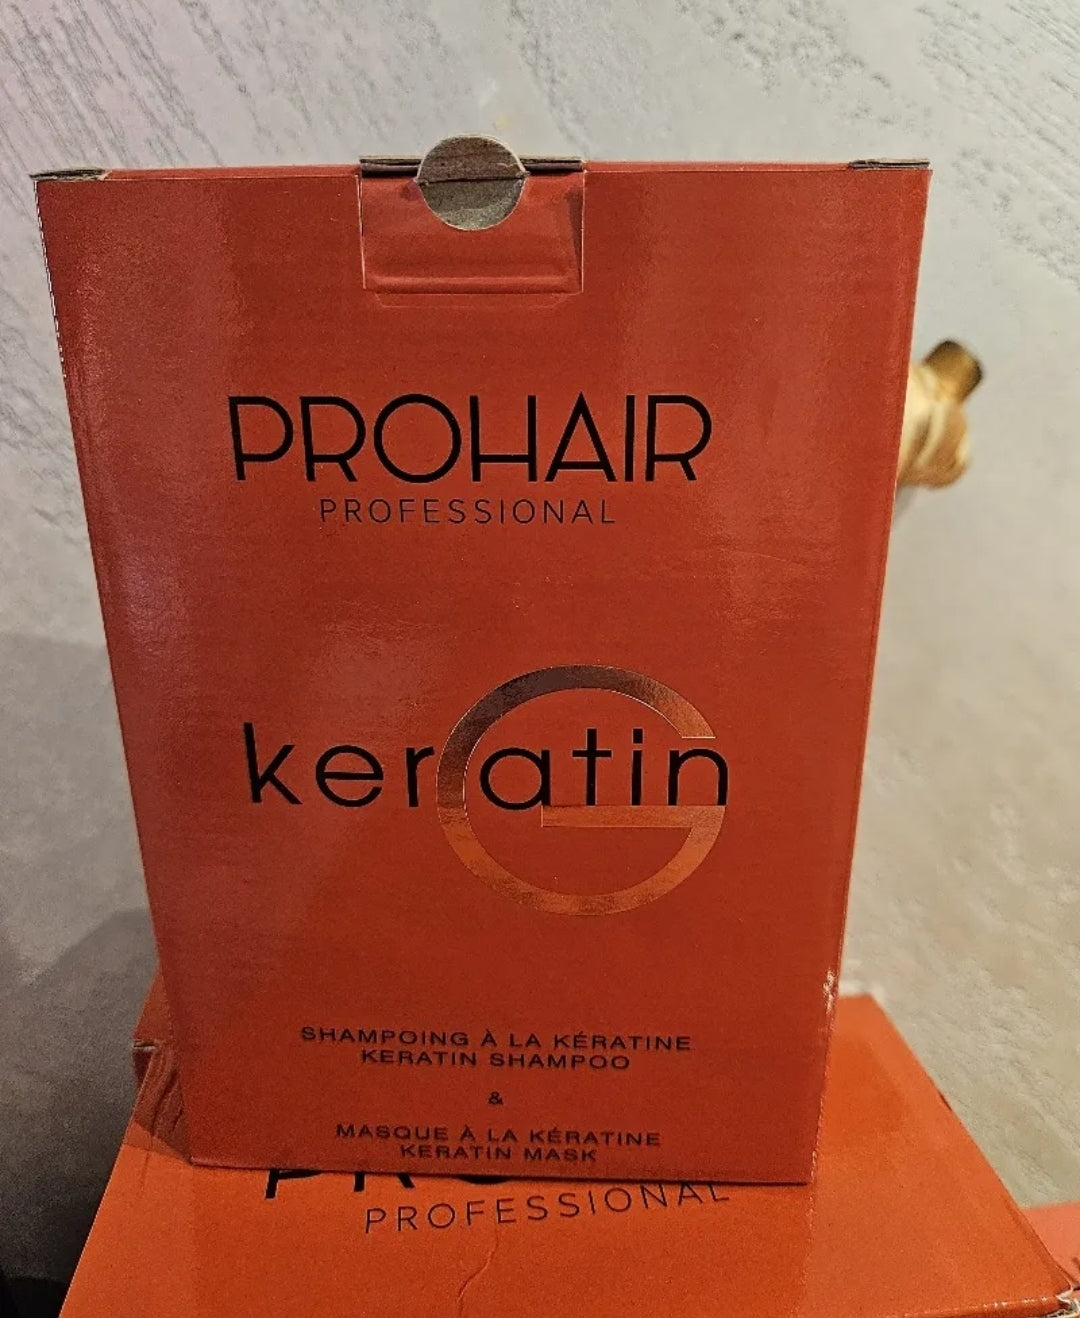 PROHAIR
PROFESSIONAL
keratin
G
SHAMPOING À LA KÉRATINE
KERATIN SHAMPOO
&
MASQUE À LA KÉRATINE
KERATIN MASK
PROFESSIONAL